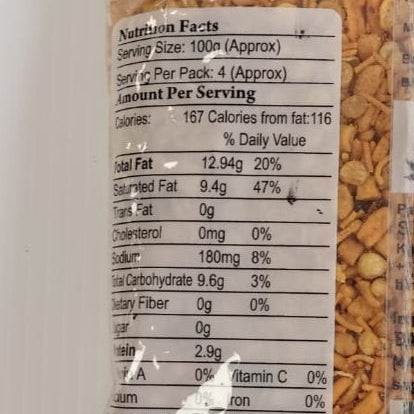 Nutrition Facts
Serving Size: 100g (Approx)
Serving Per Pack: 4 (Approx)
Amount Per Serving
Calories: 167 Calories from fat:116
% Daily Value
Total Fat 12.94g 20%
Saturated Fat 9.4g 47%
Trans Fat 0g
Cholesterol 0mg 0%
Sodium 180mg 8%
Total Carbohydrate 9.6g 3%
Dietary Fiber 0g 0%
Sugar 0g
Protein 2.9g
A 0% Vitamin C 0%
0% Iron 0%